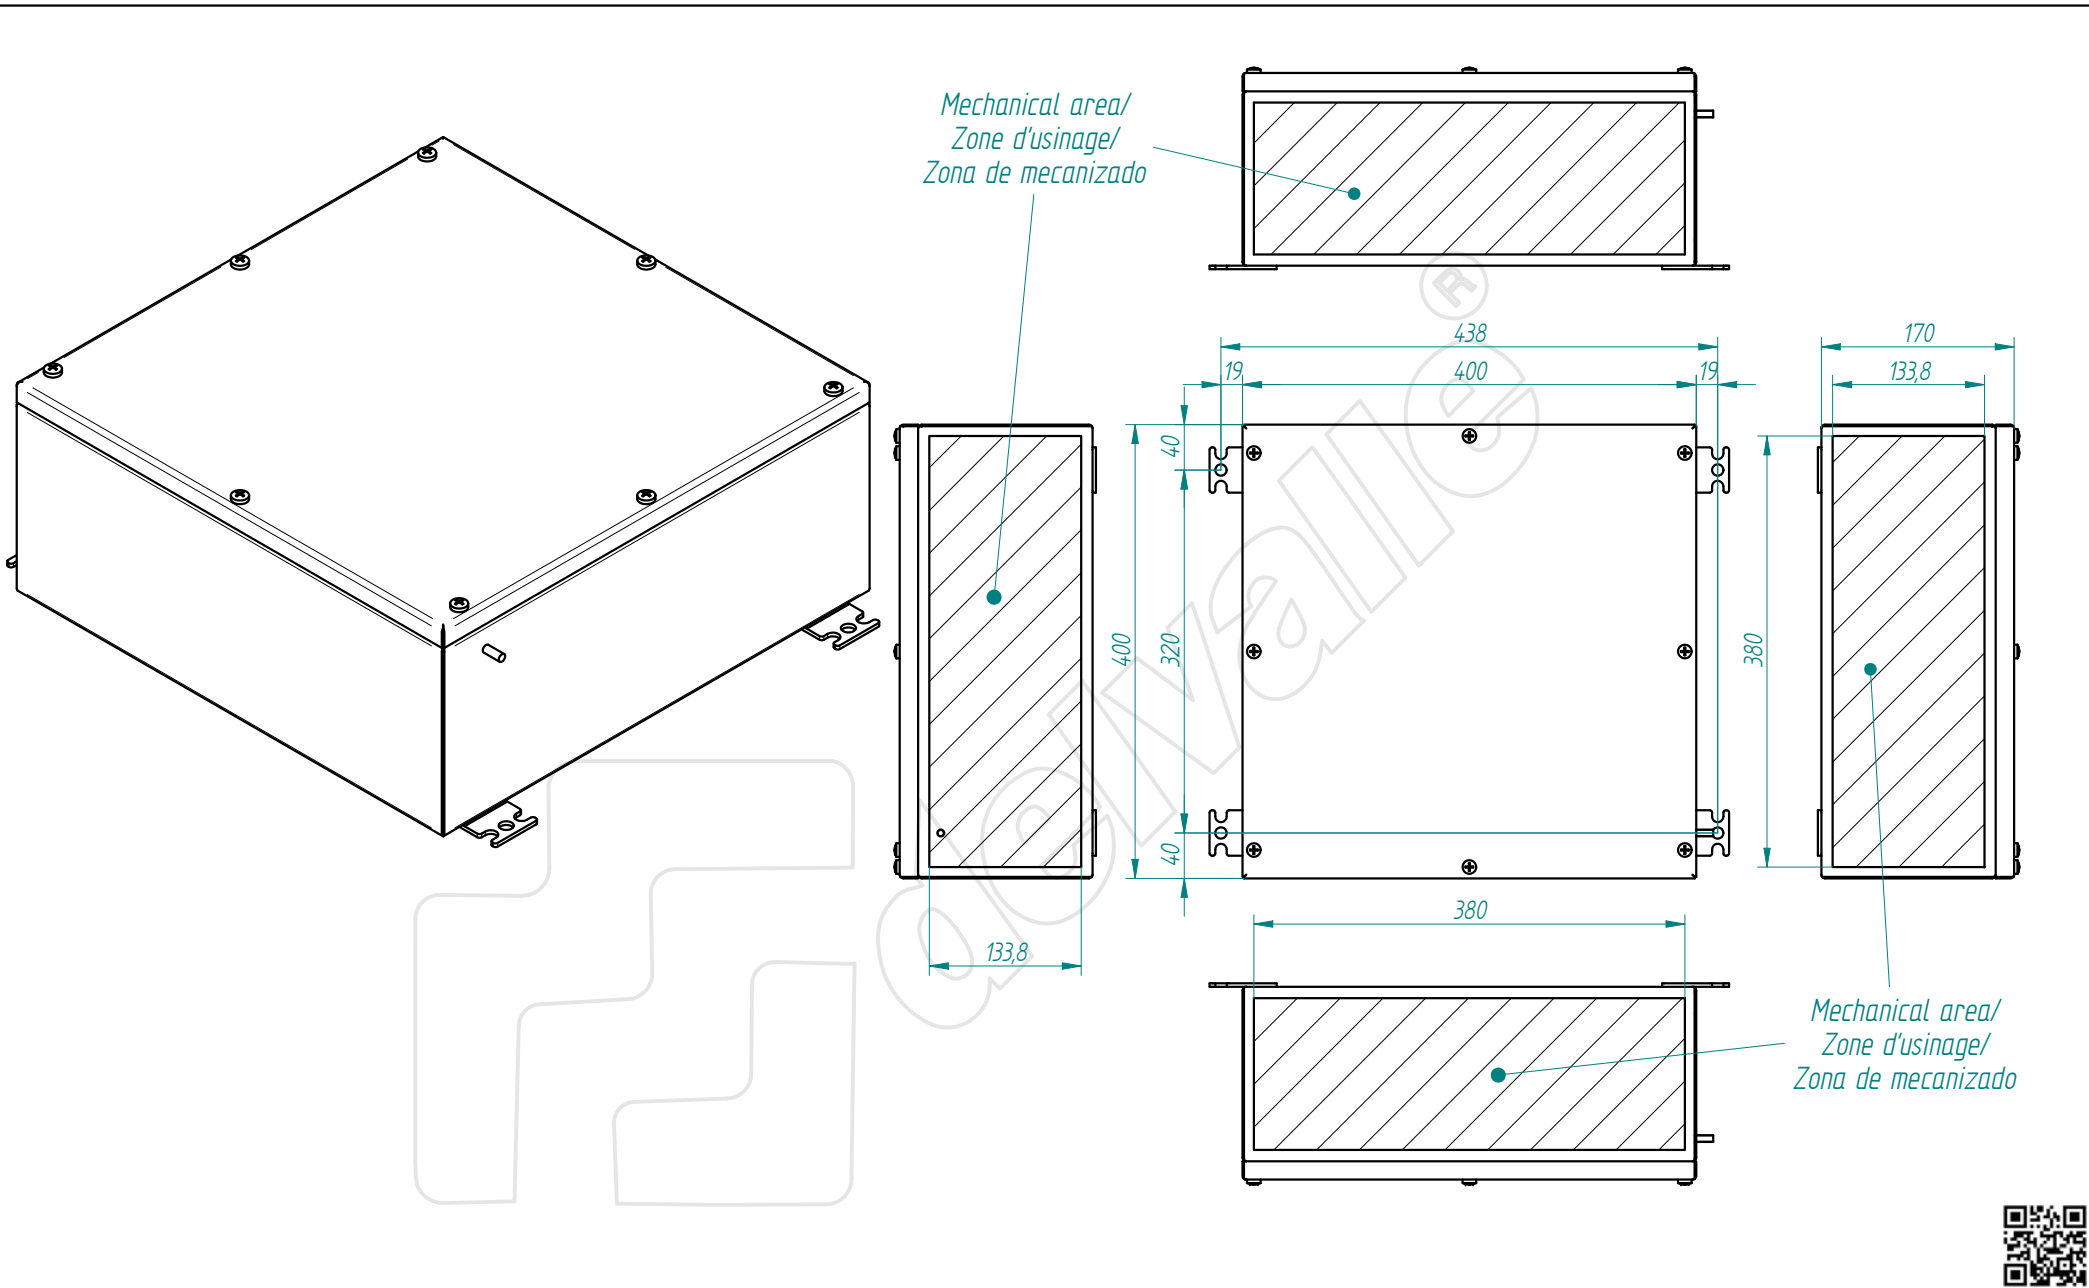 Mechanical area/
Zone d'usinage/
Zona de mecanizado
438
19
400
19
170
133,8
40
320
400
40
380
133,8
380
Mechanical area/
Zone d'usinage/
Zona de mecanizado
delvalle®